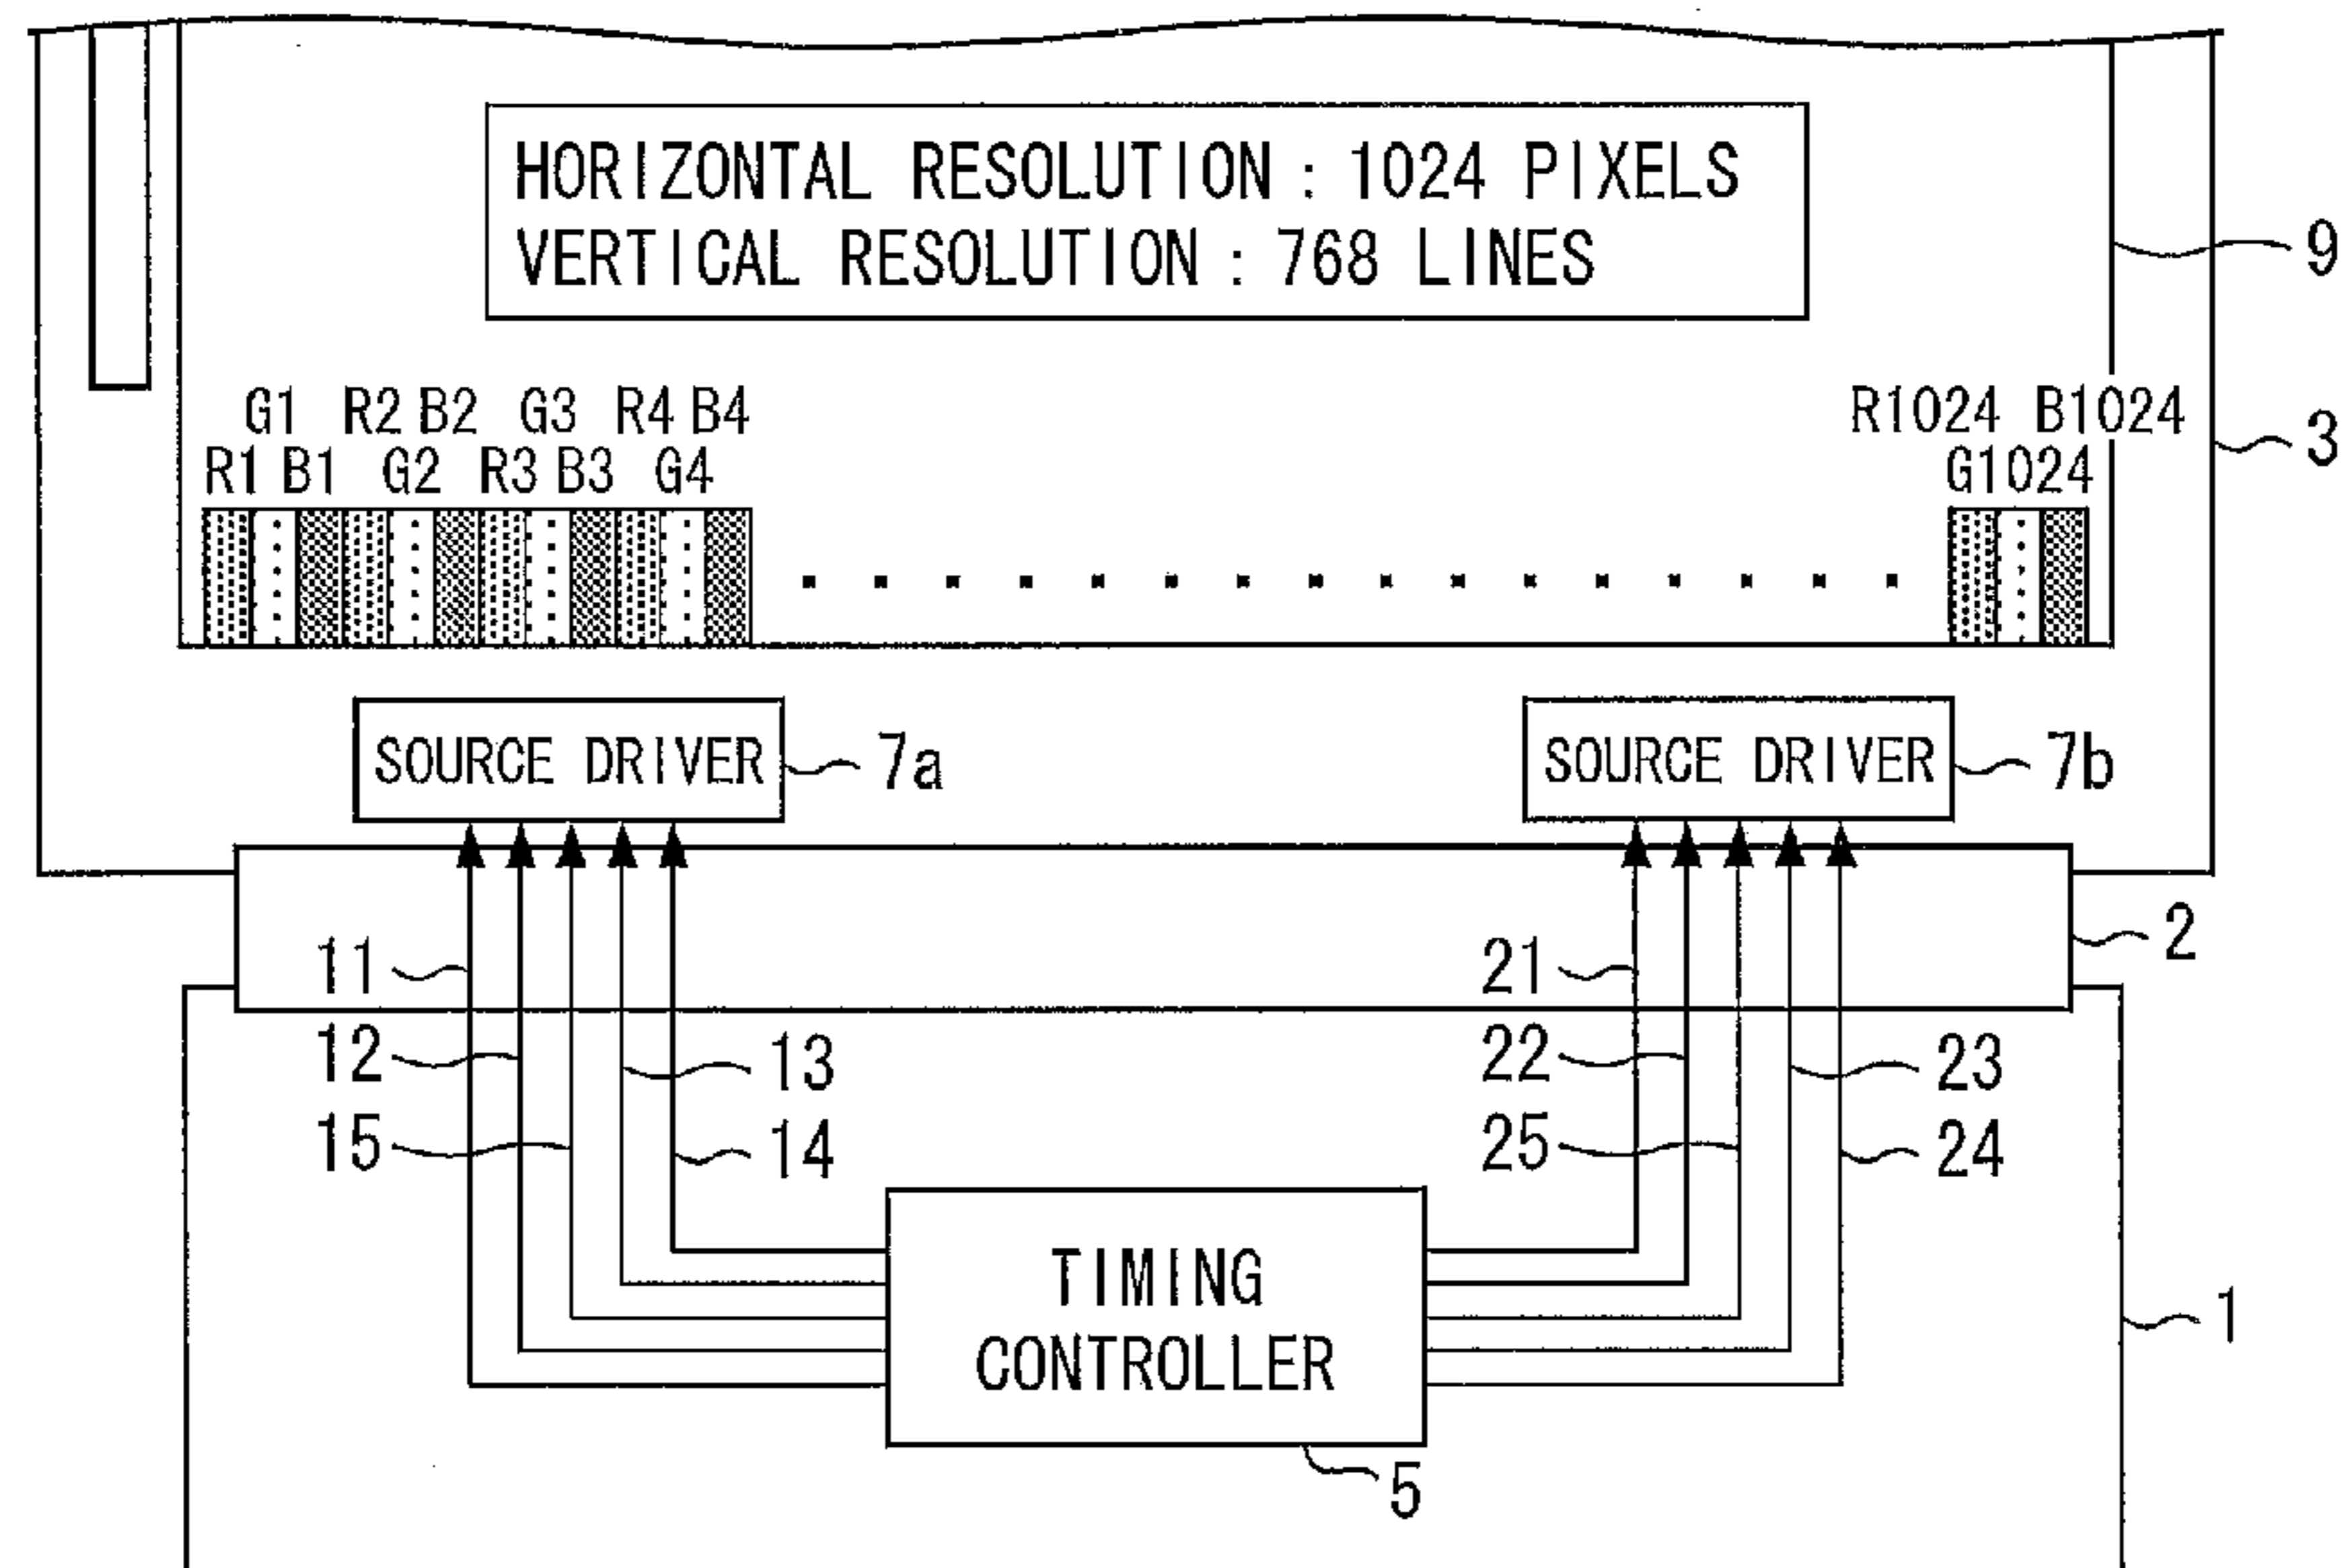 HORIZONTAL RESOLUTION : 1024 PIXELS
VERTICAL RESOLUTION : 768 LINES
9
G1 R2 B2 G3 R4 B4 R1024 B1024
3
R1 B1 G2 R3 B3 G4 G1024
SOURCE DRIVER 7a SOURCE DRIVER 7b
2
11 21
12 13 22 23
15 14 25 24
TIMING
CONTROLLER
1
5